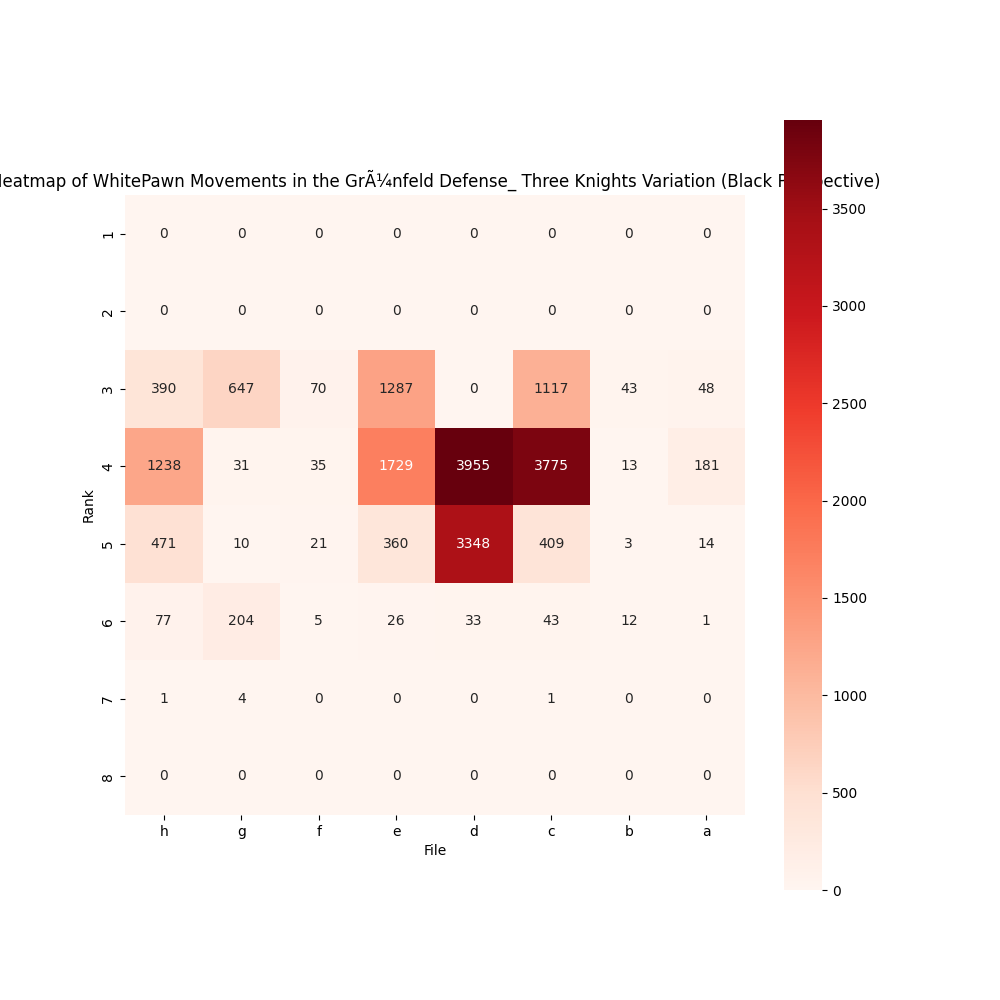 eatmap of WhitePawn Movements in the GrÃ¼nfeld Defense_ Three Knights Variation (Black
3500
1 0 0 0 0 0 0 0 0
3000
2 0 0 0 0 0 0 0 0
3 390 647 70 1287 0 1117 43 48
2500
4 1238 31 35 1729 3955 3775 13 181
Rank
2000
5 471 10 21 360 3348 409 3 14
1500
6 77 204 5 26 33 43 12 1
1000
7 1 4 0 0 0 1 0 0
8 0 0 0 0 0 0 0 0
500
h g f e d c b a
File
0